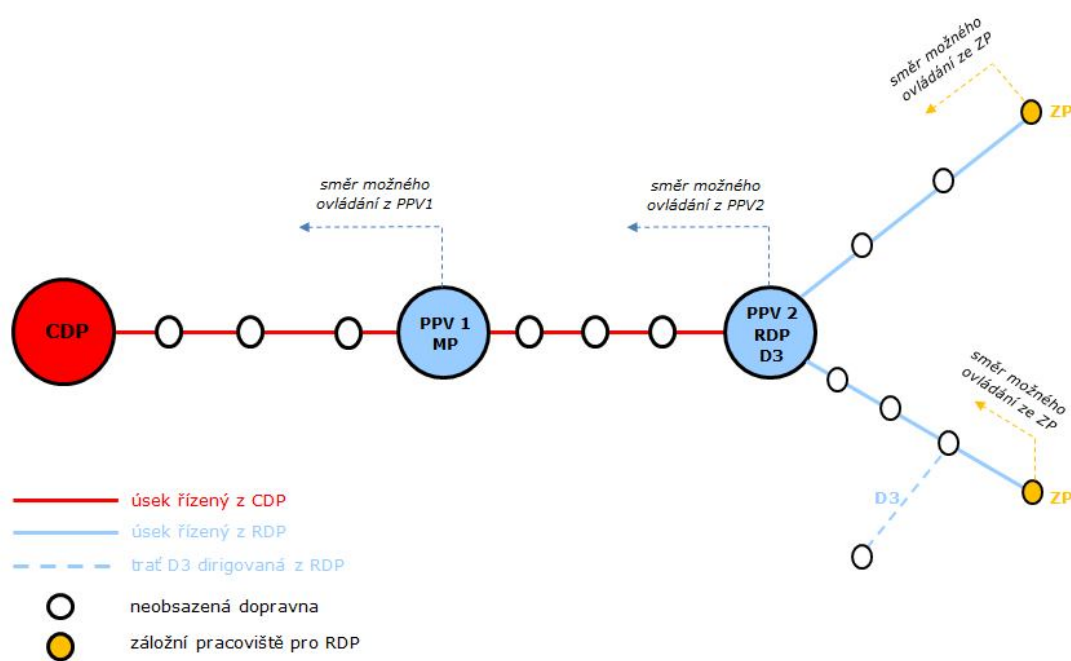 směr možného
ovládání ze ZP
ZP
směr možného
ovládání z PPV1
směr možného
ovládání z PPV2
CDP
PPV 1
MP
PPV 2
RDP
D3
směr možného
ovládání ze ZP
D3
ZP
úsek řízený z CDP
úsek řízený z RDP
trať D3 dirigovaná z RDP
neobsazená dopravna
záložní pracoviště pro RDP